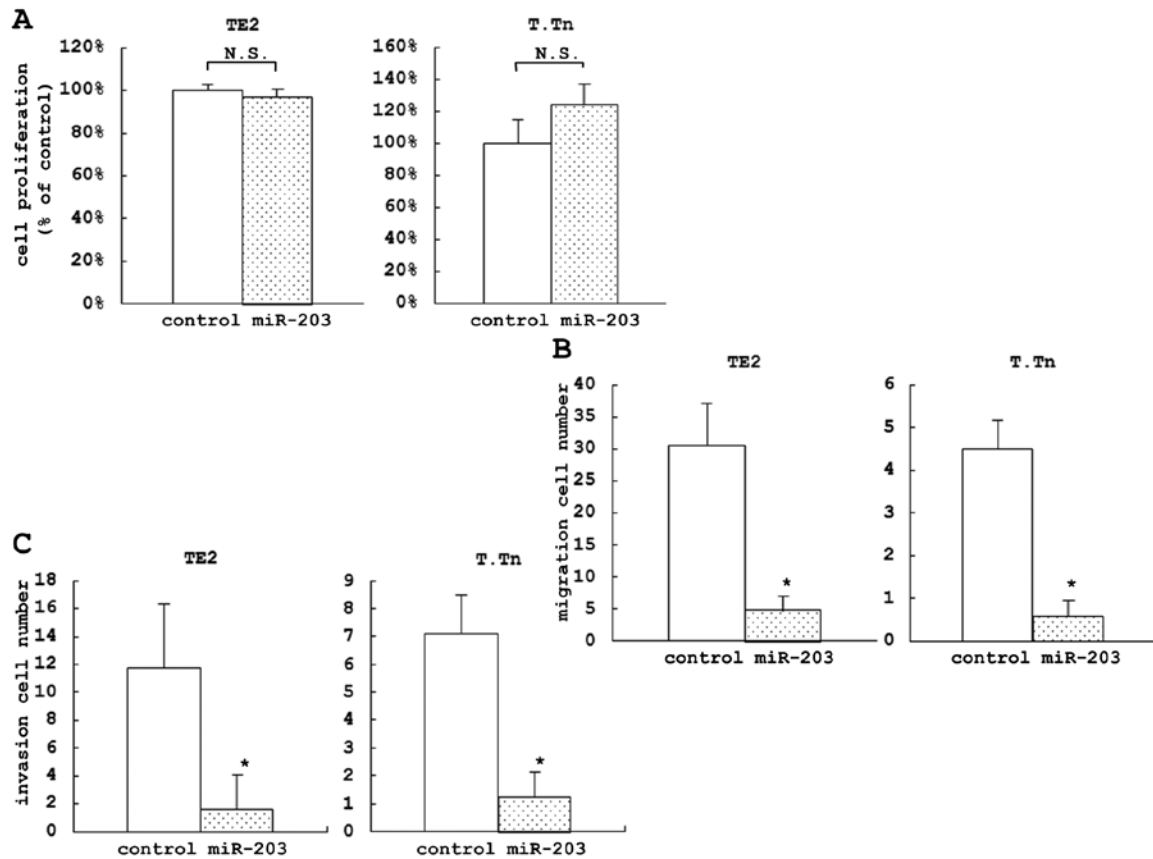 A
TE2
T.Tn
cell proliferation
(% of control)
120%
100%
80%
60%
40%
20%
0%
N.S.
control miR-203
160%
140%
120%
100%
80%
60%
40%
20%
0%
N.S.
control miR-203
B
TE2
T.Tn
migration cell number
40
35
30
25
20
15
10
5
0
*
control miR-203
6
5
4
3
2
1
0
*
control miR-203
C
TE2
T.Tn
invasion cell number
18
16
14
12
10
8
6
4
2
0
*
control miR-203
9
8
7
6
5
4
3
2
1
0
*
control miR-203